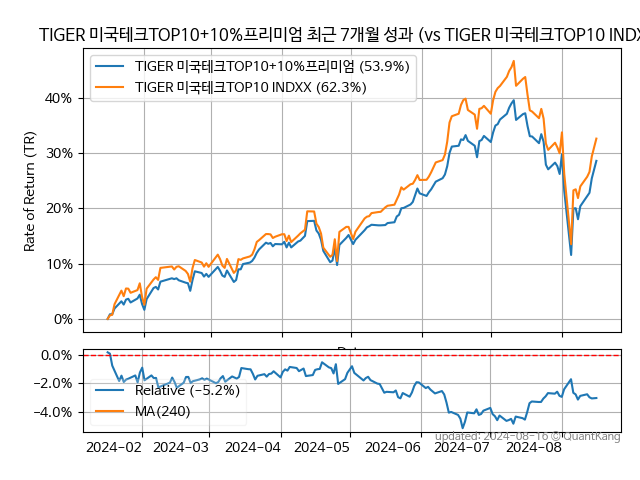 TIGER 미국테크TOP10+10%프리미엄 최근 7개월 성과 (vs TIGER 미국테크TOP10 INDX
TIGER 미국테크TOP10+10%프리미엄 (53.9%)
TIGER 미국테크TOP10 INDXX (62.3%)
Rate of Return (TR)
40%
30%
20%
10%
0%
0.0%
−2.0%
−4.0%
Relative (−5.2%)
MA(240)
updated: 2024-08-16 © QuantKang
2024-02 2024-03 2024-04 2024-05 2024-06 2024-07 2024-08